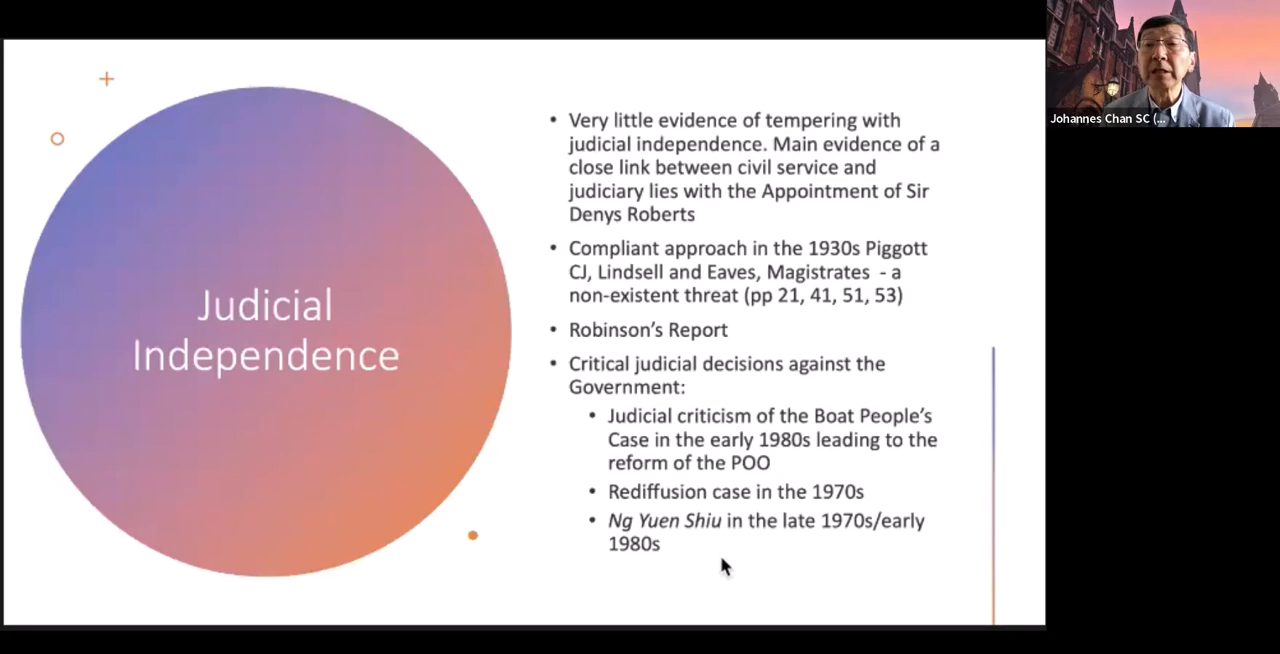 Judicial
Independence
• Very little evidence of tempering with
judicial independence. Main evidence of a
close link between civil service and
judiciary lies with the Appointment of Sir
Denys Roberts
• Compliant approach in the 1930s Piggott
CJ, Lindsell and Eaves, Magistrates - a
non-existent threat (pp 21, 41, 51, 53)
• Robinson’s Report
• Critical judicial decisions against the
Government:
• Judicial criticism of the Boat People’s
Case in the early 1980s leading to the
reform of the POO
• Rediffusion case in the 1970s
• Ng Yuen Shiu in the late 1970s/early
1980s
Johannes Chan SC (...